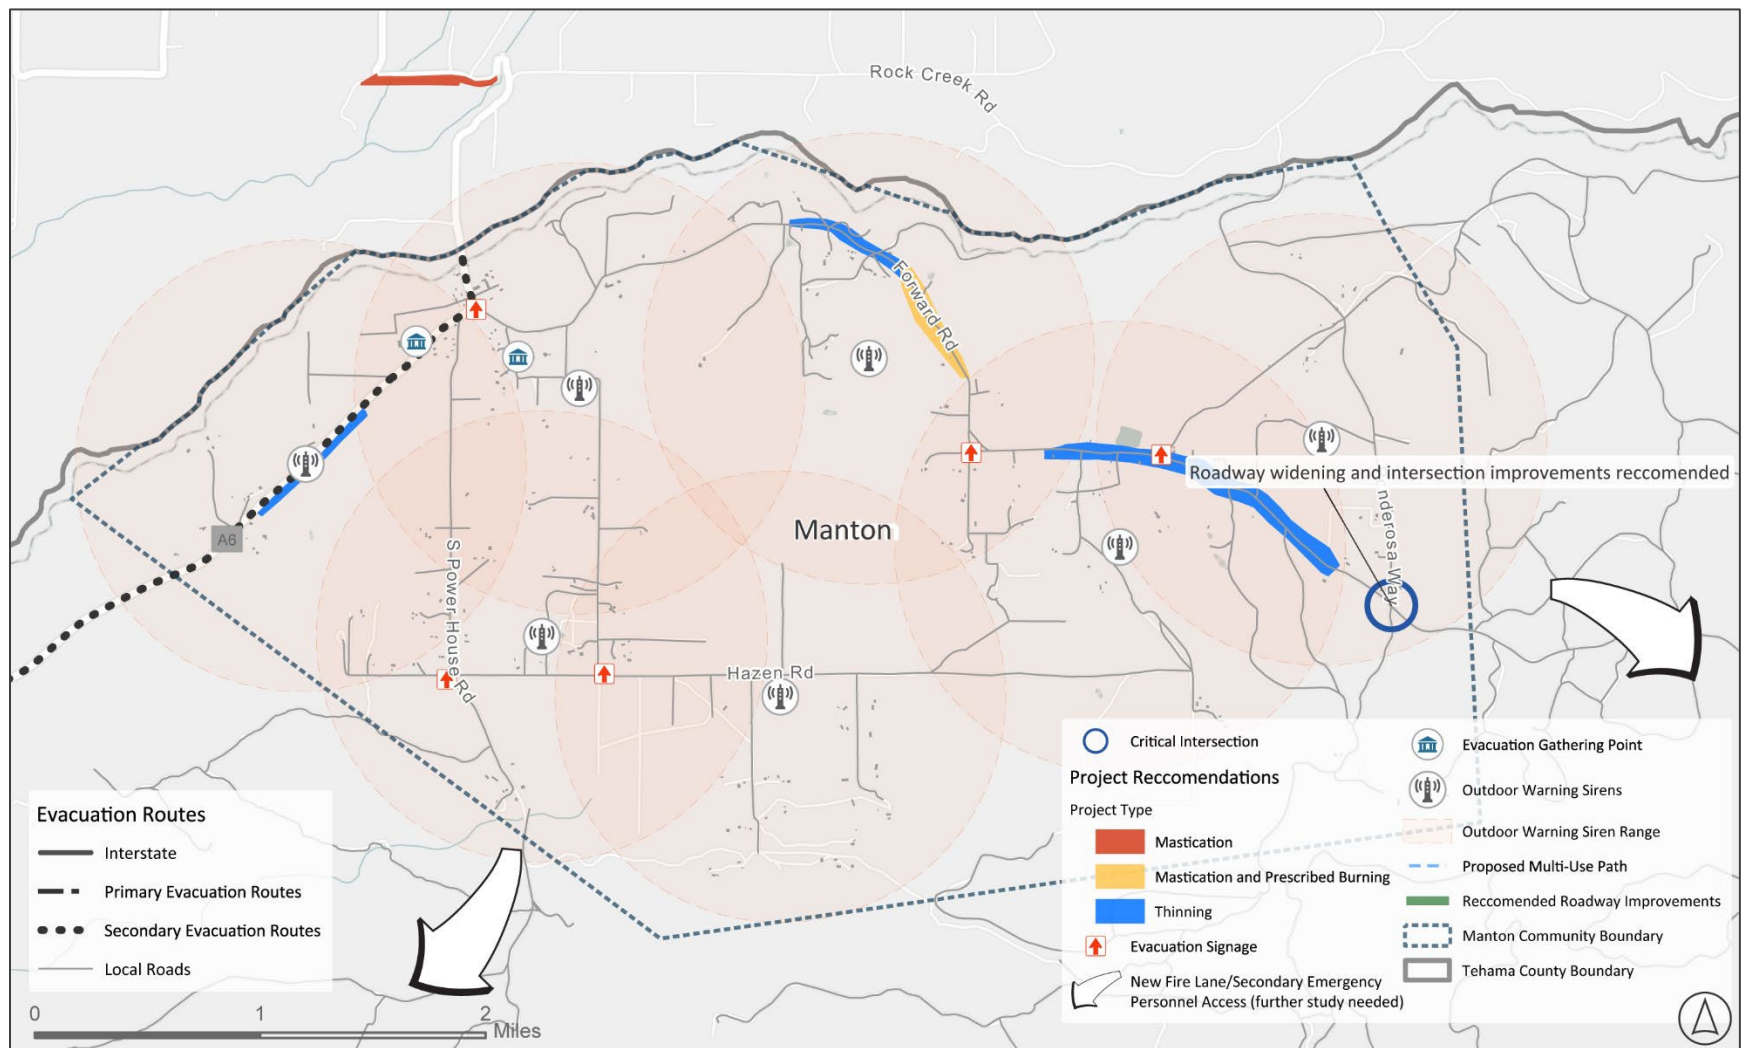 Rock Creek Rd
Forward Rd
Roadway widening and intersection improvements reccomended
Manton
A6
S Power House Rd
nderosa Way
Hazen Rd
Evacuation Routes
Interstate
Primary Evacuation Routes
Secondary Evacuation Routes
Local Roads
0 1 2
Miles
Critical Intersection
Project Reccomendations
Project Type
Mastication
Mastication and Prescribed Burning
Thinning
Evacuation Signage
New Fire Lane/Secondary Emergency
Personnel Access (further study needed)
Evacuation Gathering Point
Outdoor Warning Sirens
Outdoor Warning Siren Range
Proposed Multi-Use Path
Reccomended Roadway Improvements
Manton Community Boundary
Tehama County Boundary